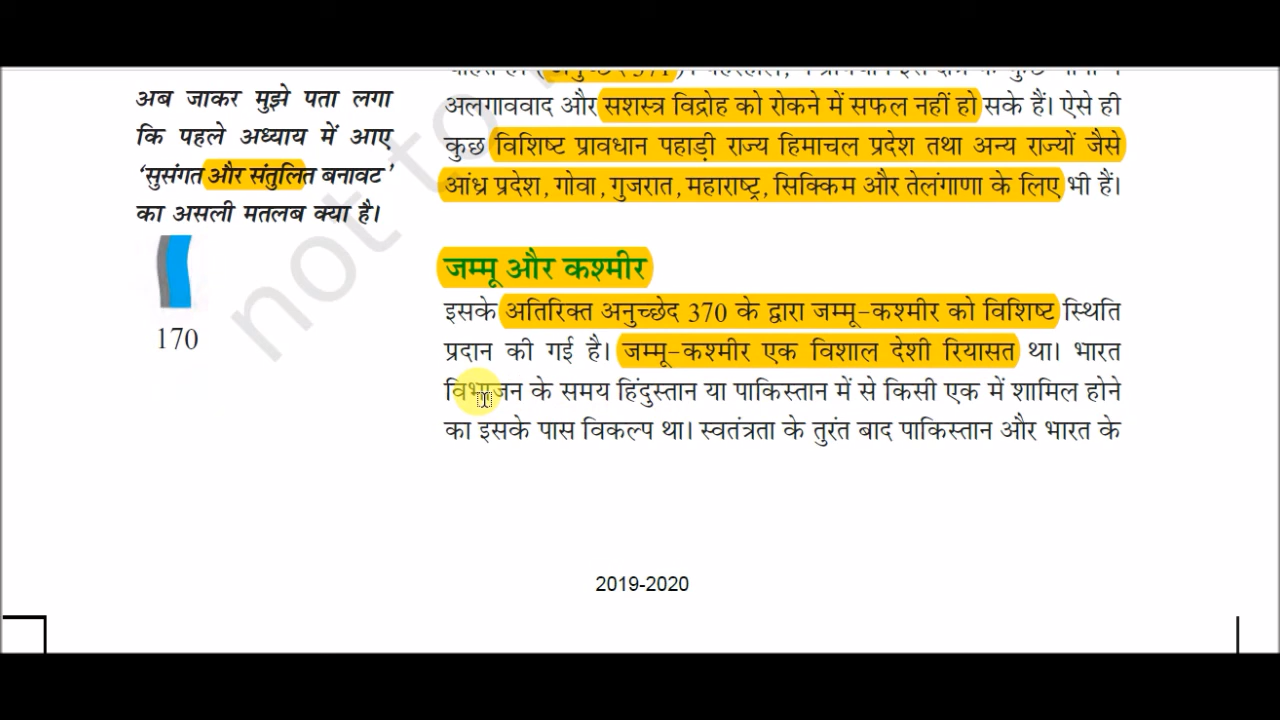 अब जाकर मुझे पता लगा
कि पहले अध्याय में आए
‘सुसंगत और संतुलित बनावट’
का असली मतलब क्या है।
170
अलगाववाद और सशस्त्र विद्रोह को रोकने में सफल नहीं हो सके हैं। ऐसे ही
कुछ विशिष्ट प्रावधान पहाड़ी राज्य हिमाचल प्रदेश तथा अन्य राज्यों जैसे
आंध्र प्रदेश, गोवा, गुजरात, महाराष्ट्र, सिक्किम और तेलंगाणा के लिए भी हैं।
जम्मू और कश्मीर
इसके अतिरिक्त अनुच्छेद 370 के द्वारा जम्मू-कश्मीर को विशिष्ट स्थिति
प्रदान की गई है। जम्मू-कश्मीर एक विशाल देशी रियासत था। भारत
विभाजन के समय हिंदुस्तान या पाकिस्तान में से किसी एक में शामिल होने
का इसके पास विकल्प था। स्वतंत्रता के तुरंत बाद पाकिस्तान और भारत के
not to
2019-2020